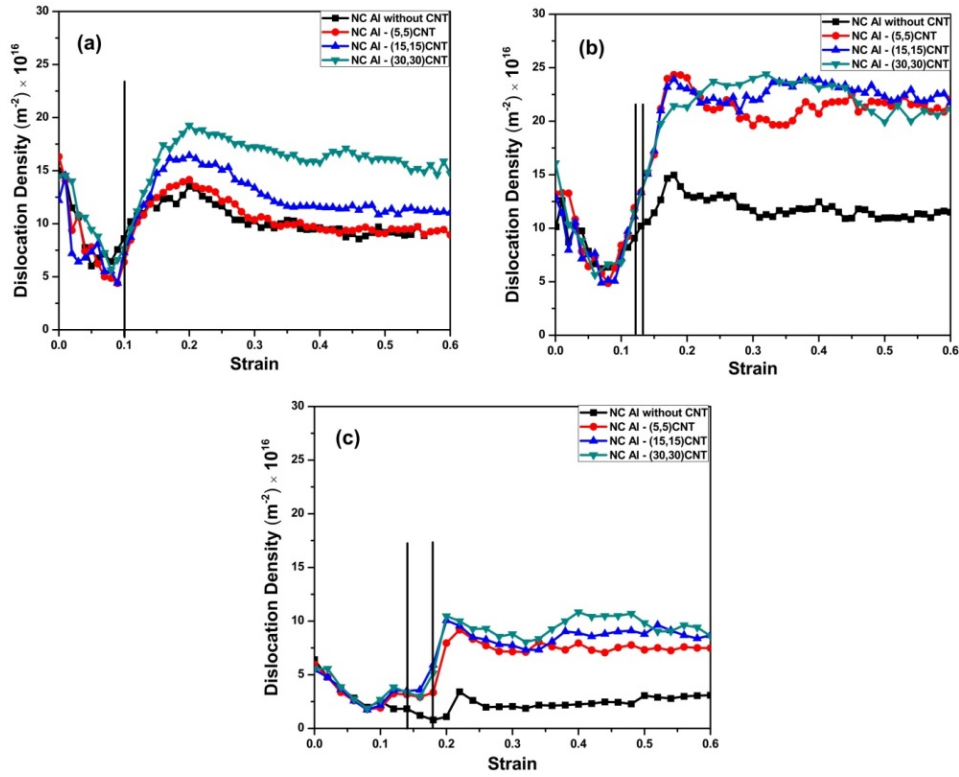 (a)
NC Al without CNT
NC Al - (5,5)CNT
NC Al - (15,15)CNT
NC Al - (30,30)CNT
Dislocation Density (m-2) × 10^16
30
25
20
15
10
5
0
0.0 0.1 0.2 0.3 0.4 0.5 0.6
Strain
(b)
NC Al without CNT
NC Al - (5,5)CNT
NC Al - (15,15)CNT
NC Al - (30,30)CNT
Dislocation Density (m-2) × 10^16
30
25
20
15
10
5
0
0.0 0.1 0.2 0.3 0.4 0.5 0.6
Strain
(c)
NC Al without CNT
NC Al - (5,5)CNT
NC Al - (15,15)CNT
NC Al - (30,30)CNT
Dislocation Density (m-2) × 10^16
30
25
20
15
10
5
0
0.0 0.1 0.2 0.3 0.4 0.5 0.6
Strain